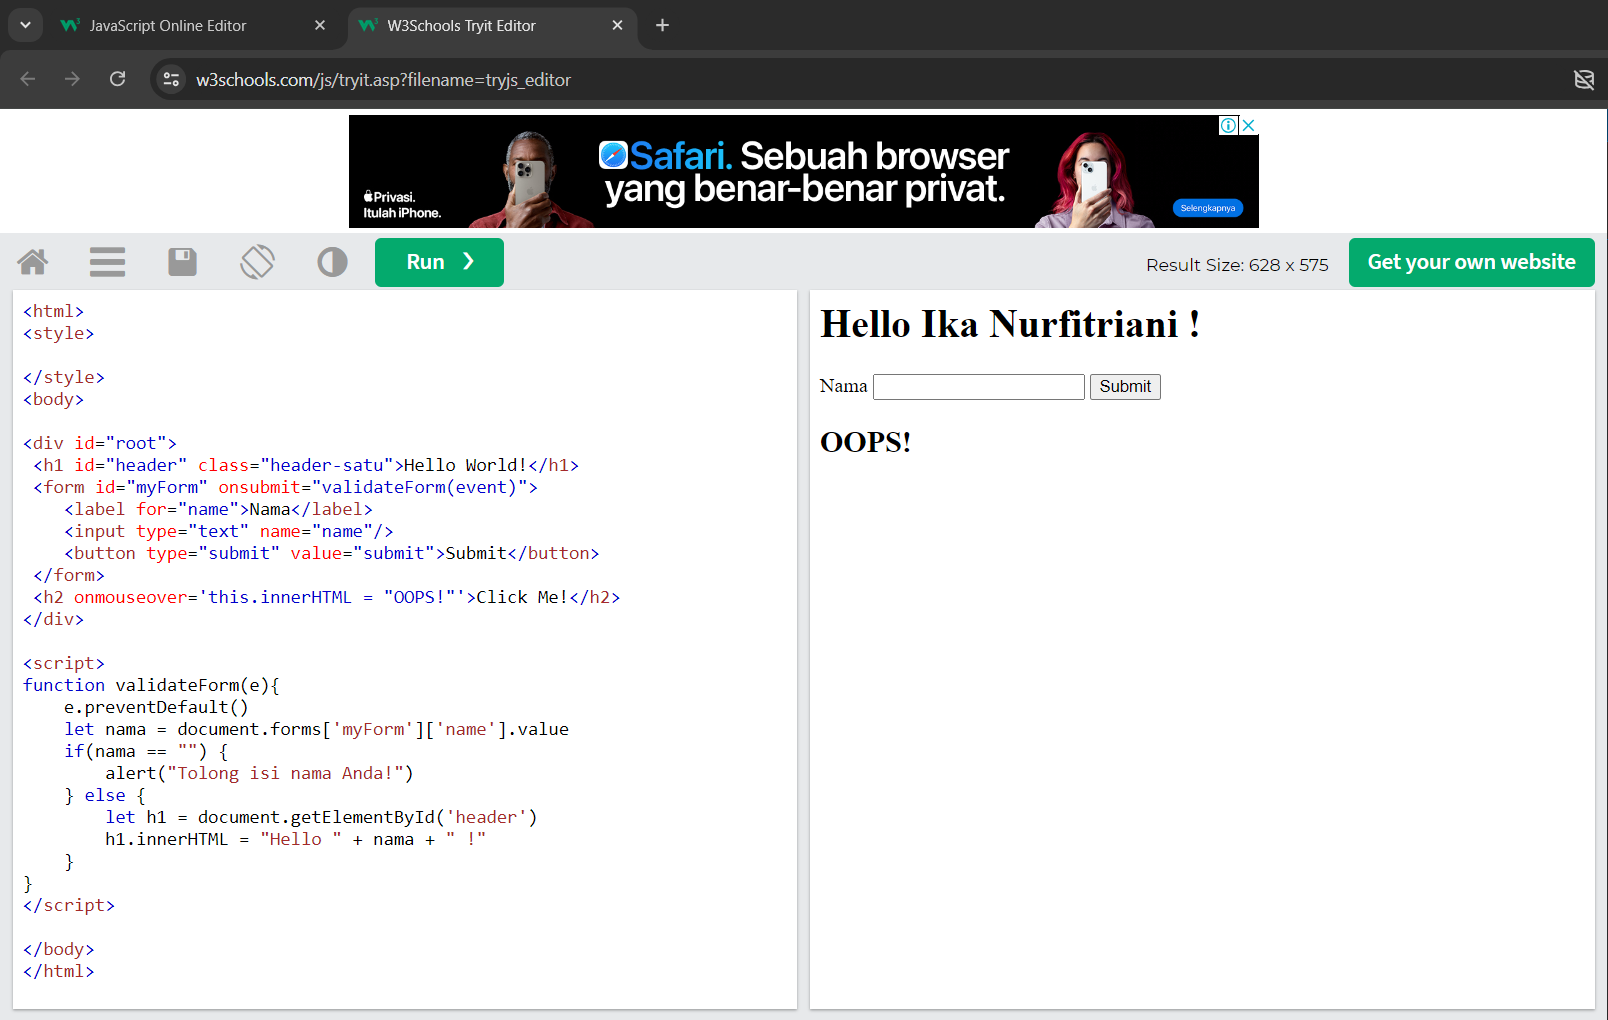 JavaScript Online Editor
W3Schools Tryit Editor
w3schools.com/js/tryit.asp?filename=tryjs_editor
Safari. Sebuah browser
yang benar-benar privat.
Privasi.
Itulah iPhone.
Selengkapnya
Run
Result Size: 628 x 575
Get your own website
<html>
<style>
</style>
<body>
<div id="root">
<h1 id="header" class="header-satu">Hello World!</h1>
<form id="myForm" onsubmit="validateForm(event)">
<label for="name">Nama</label>
<input type="text" name="name"/>
<button type="submit" value="submit">Submit</button>
</form>
<h2 onmouseover='this.innerHTML = "OOPS!"'>Click Me!</h2>
</div>
<script>
function validateForm(e){
e.preventDefault()
let nama = document.forms['myForm']['name'].value
if(nama == "") {
alert("Tolong isi nama Anda!")
} else {
let h1 = document.getElementById('header')
h1.innerHTML = "Hello " + nama + " !"
}
}
</script>
</body>
</html>
Hello Ika Nurfitriani !
Nama Submit
OOPS!